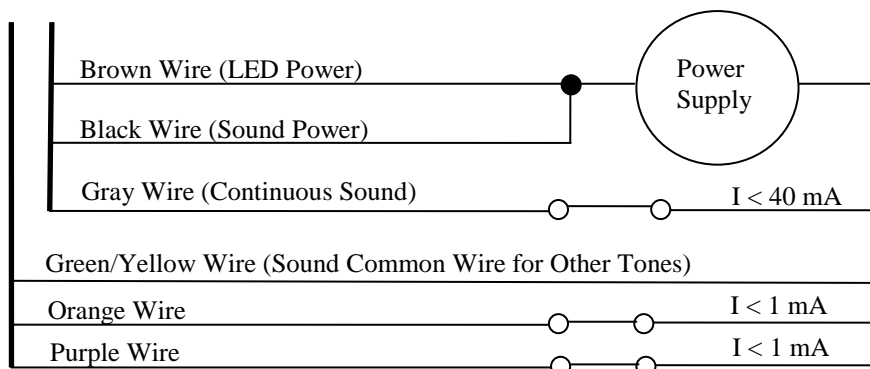 Brown Wire (LED Power)
Power
Supply
Black Wire (Sound Power)
Gray Wire (Continuous Sound)
I < 40 mA
Green/Yellow Wire (Sound Common Wire for Other Tones)
Orange Wire
I < 1 mA
Purple Wire
I < 1 mA